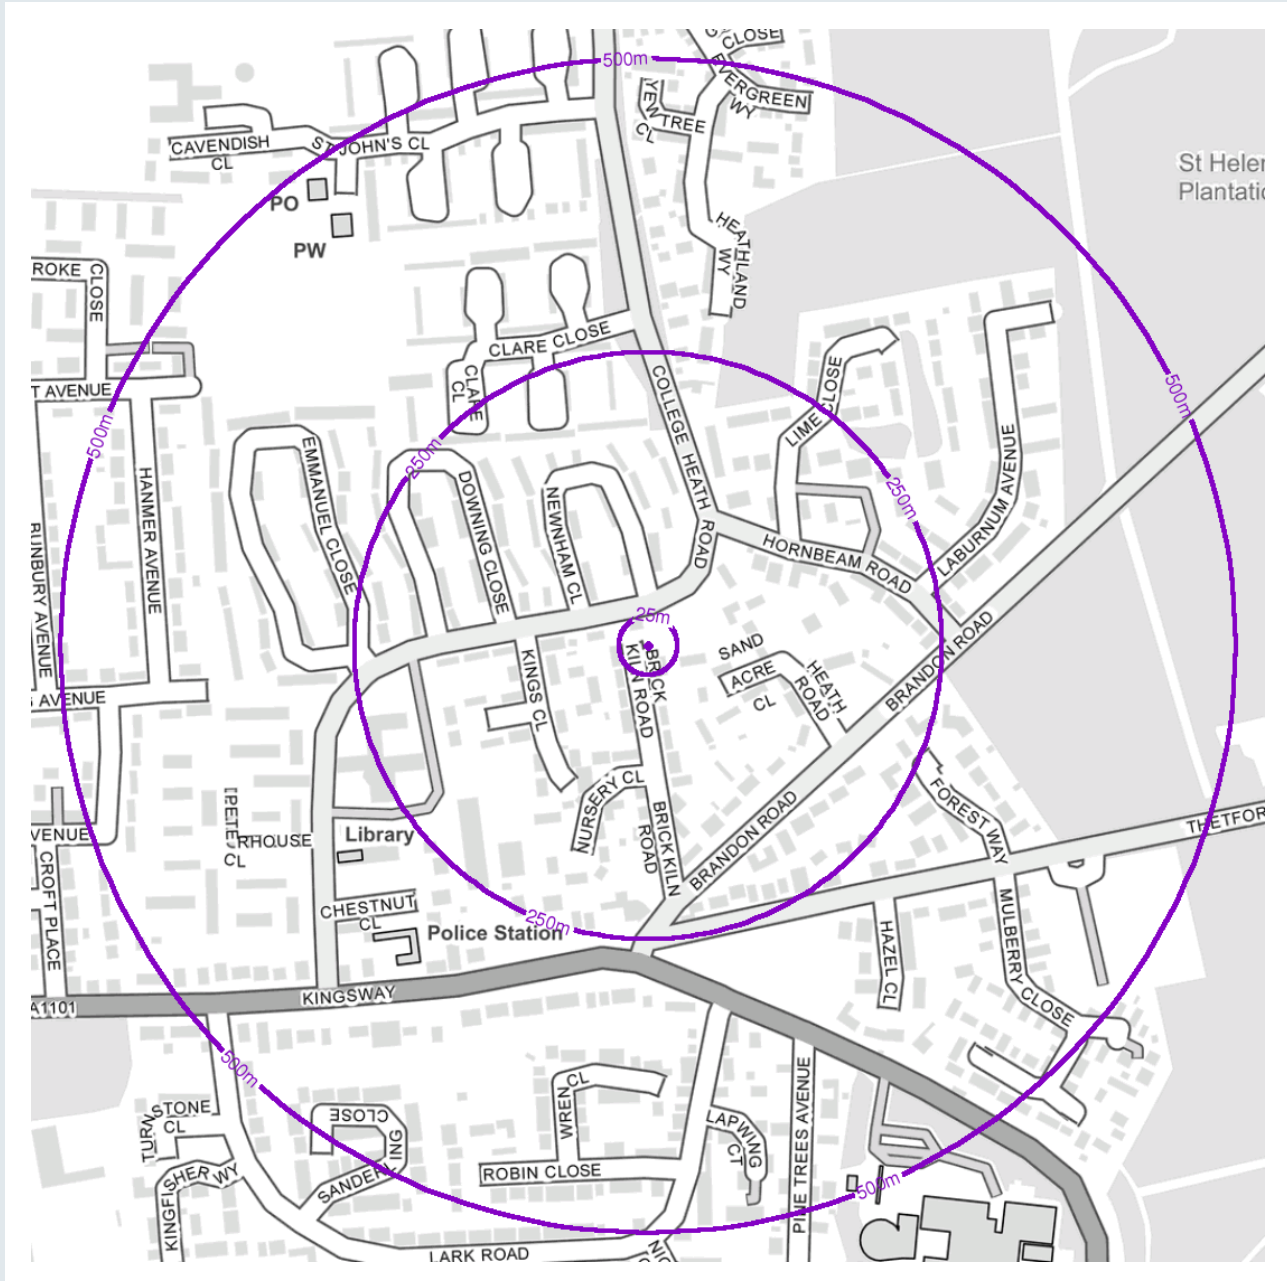 CLOSE
500m
EVERGREEN
WY
YEW TREE
CL
CAVENDISH
CL
ST JOHN'S CL
St Heler
Plantatic
PO
PW
HEATHLAND
WY
ROKE CLOSE
CLARE CLOSE
CLARE
CL
T AVENUE
500m
500m
COLLEGE HEATH ROAD
LIME CLOSE
250m
250m
EMMANUEL CLOSE
DOWNING CLOSE
NEWNHAM CL
HANMER AVENUE
RUNBURY AVENUE
LABURNUM AVENUE
HORNBEAM ROAD
25m
BRICK
KILN ROAD
SAND
ACRE
CL
HEATH
ROAD
BRANDON ROAD
KINGS CL
S AVENUE
NURSERY CL
BRICK KILN
ROAD
BRANDON ROAD
FOREST WAY
THETFOR
PETE
RHOUSE
CL
Library
VENUE
CROFT PLACE
CHESTNUT
CL
Police Station
250m
HAZEL CL
MULBERRY CLOSE
A1101
KINGSWAY
500m
STONE
TURN
CL
CLOSE
SANDERLING
WREN CL
ROBIN CLOSE
LAPWING
CT
PINE TREES AVENUE
500m
KINGFISHER WY
LARK ROAD